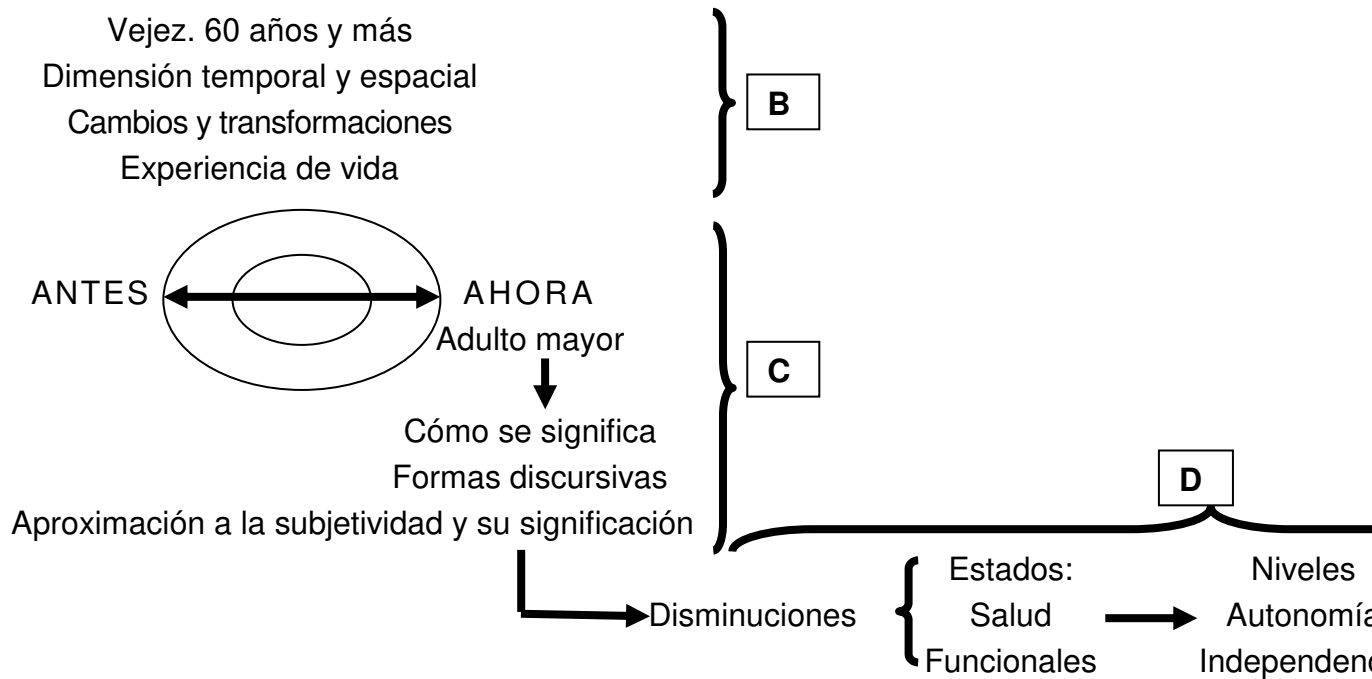 Vejez. 60 años y más
Dimensión temporal y espacial
Cambios y transformaciones
Experiencia de vida
B
ANTES
AHORA
Adulto mayor
C
Cómo se significa
Formas discursivas
Aproximación a la subjetividad y su significación
D
Disminuciones
Estados:
Salud
Funcionales
Niveles
Autonomía